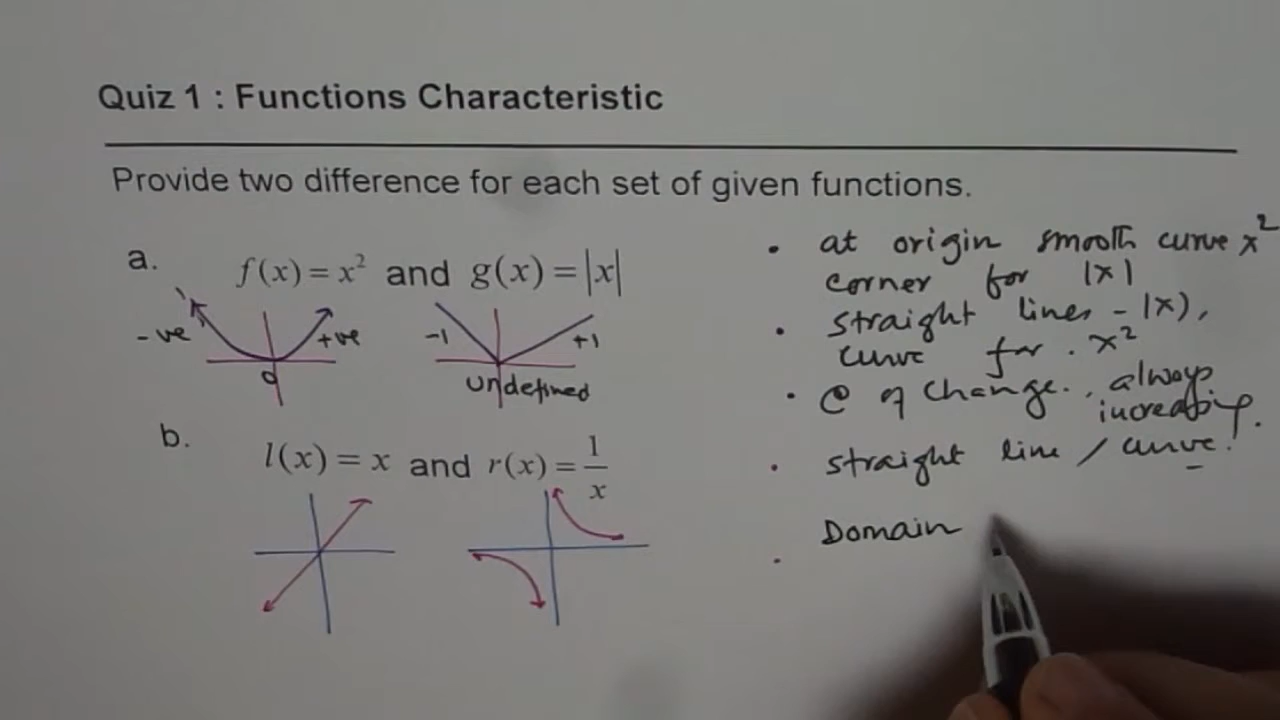 Quiz 1 : Functions Characteristic
Provide two difference for each set of given functions.
a. f(x) = x² and g(x) = |x|
-ve +ve -1 +1
0 undefined
b. l(x) = x and r(x) = 1/x
• at origin smooth curve x²
corner for |x|
• straight lines - |x|,
curve for . x²
• of change. , always
increasing.
• straight line / curve.
• Domain